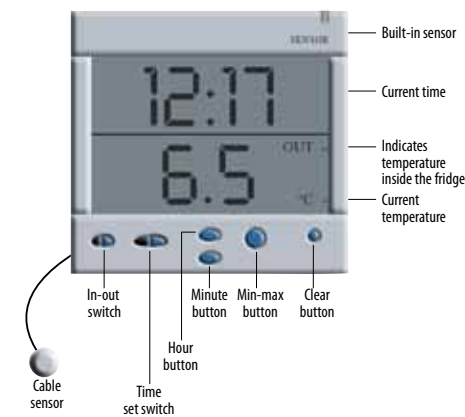 SENSOR
Built-in sensor
12:17
Current time
OUT
Indicates
temperature
inside the fridge
6.5
°C
Current
temperature
In-out
switch
Minute
button
Min-max
button
Clear
button
Hour
button
Cable
sensor
Time
set switch